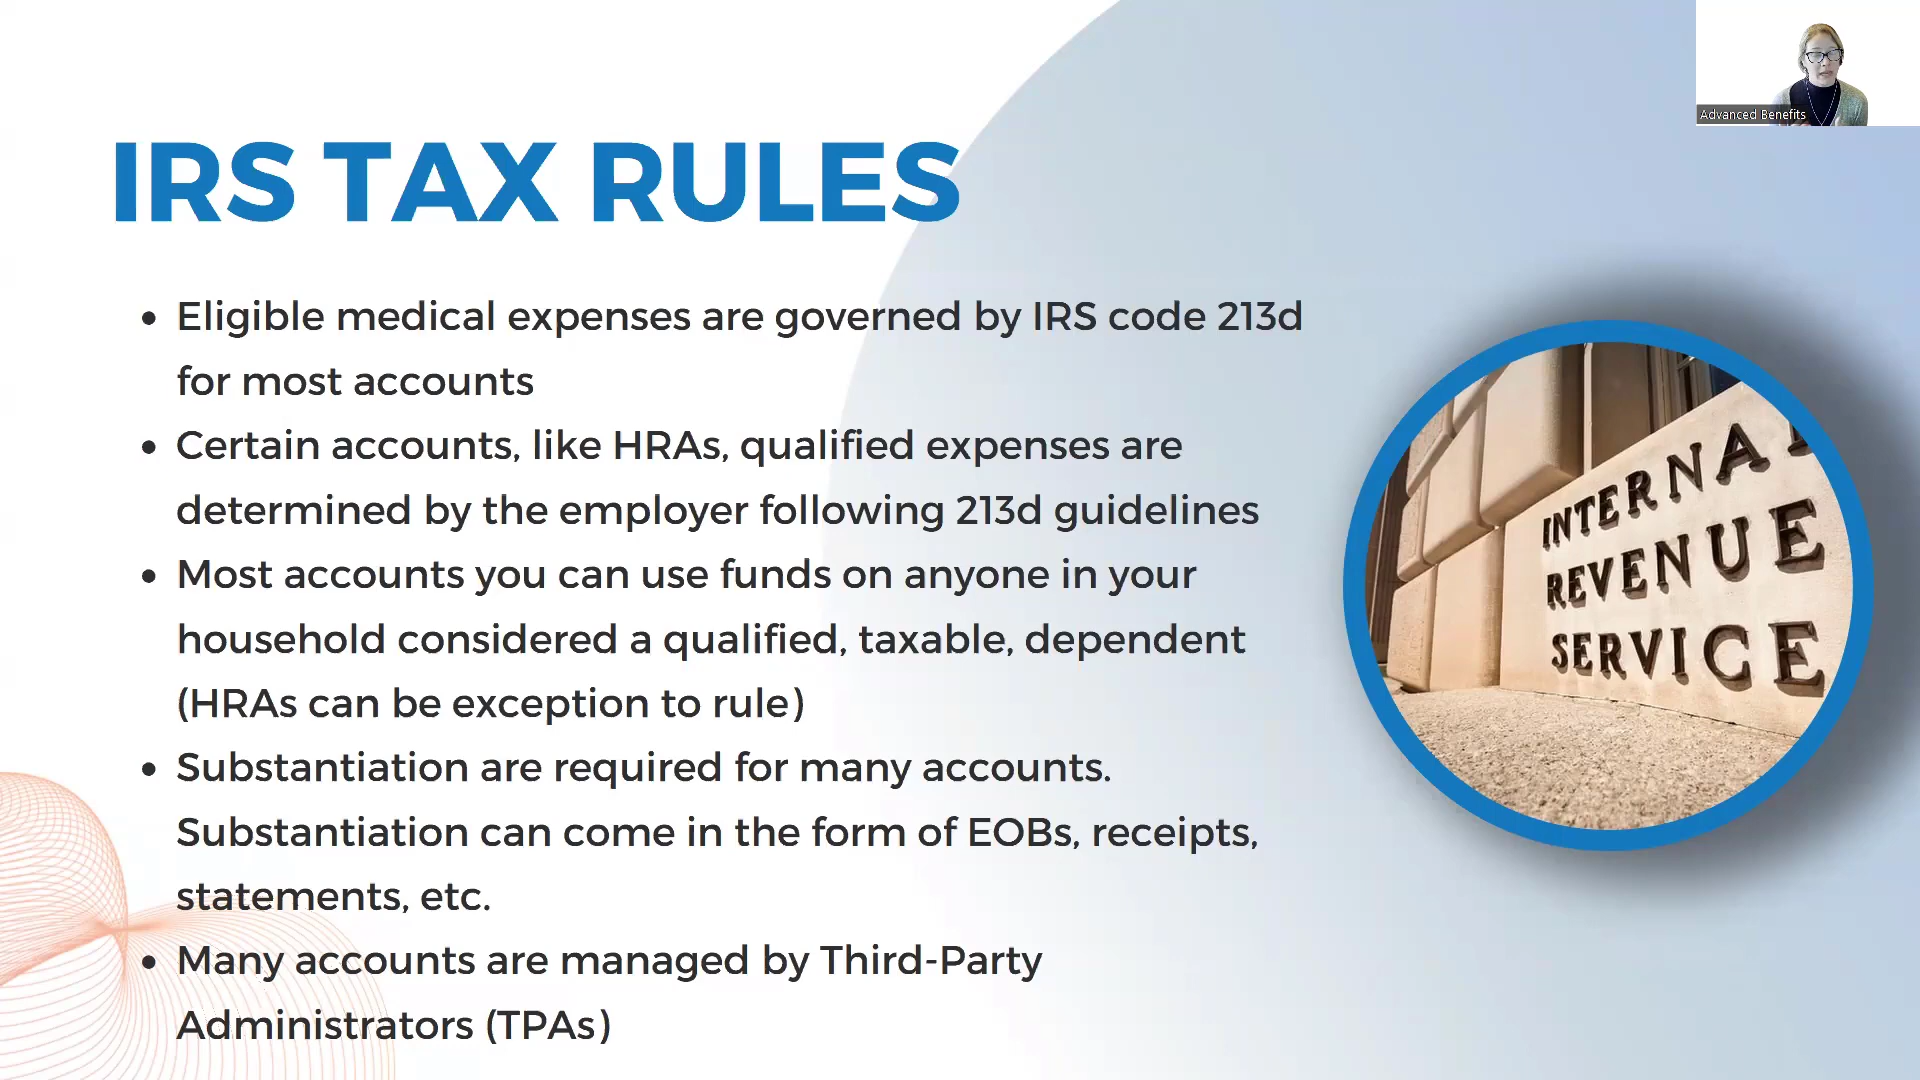 Advanced Benefits
IRS TAX RULES
• Eligible medical expenses are governed by IRS code 213d
for most accounts
• Certain accounts, like HRAs, qualified expenses are
determined by the employer following 213d guidelines
• Most accounts you can use funds on anyone in your
household considered a qualified, taxable, dependent
(HRAs can be exception to rule)
• Substantiation are required for many accounts.
Substantiation can come in the form of EOBs, receipts,
statements, etc.
• Many accounts are managed by Third-Party
Administrators (TPAs)
INTERNAL
REVENUE
SERVICE